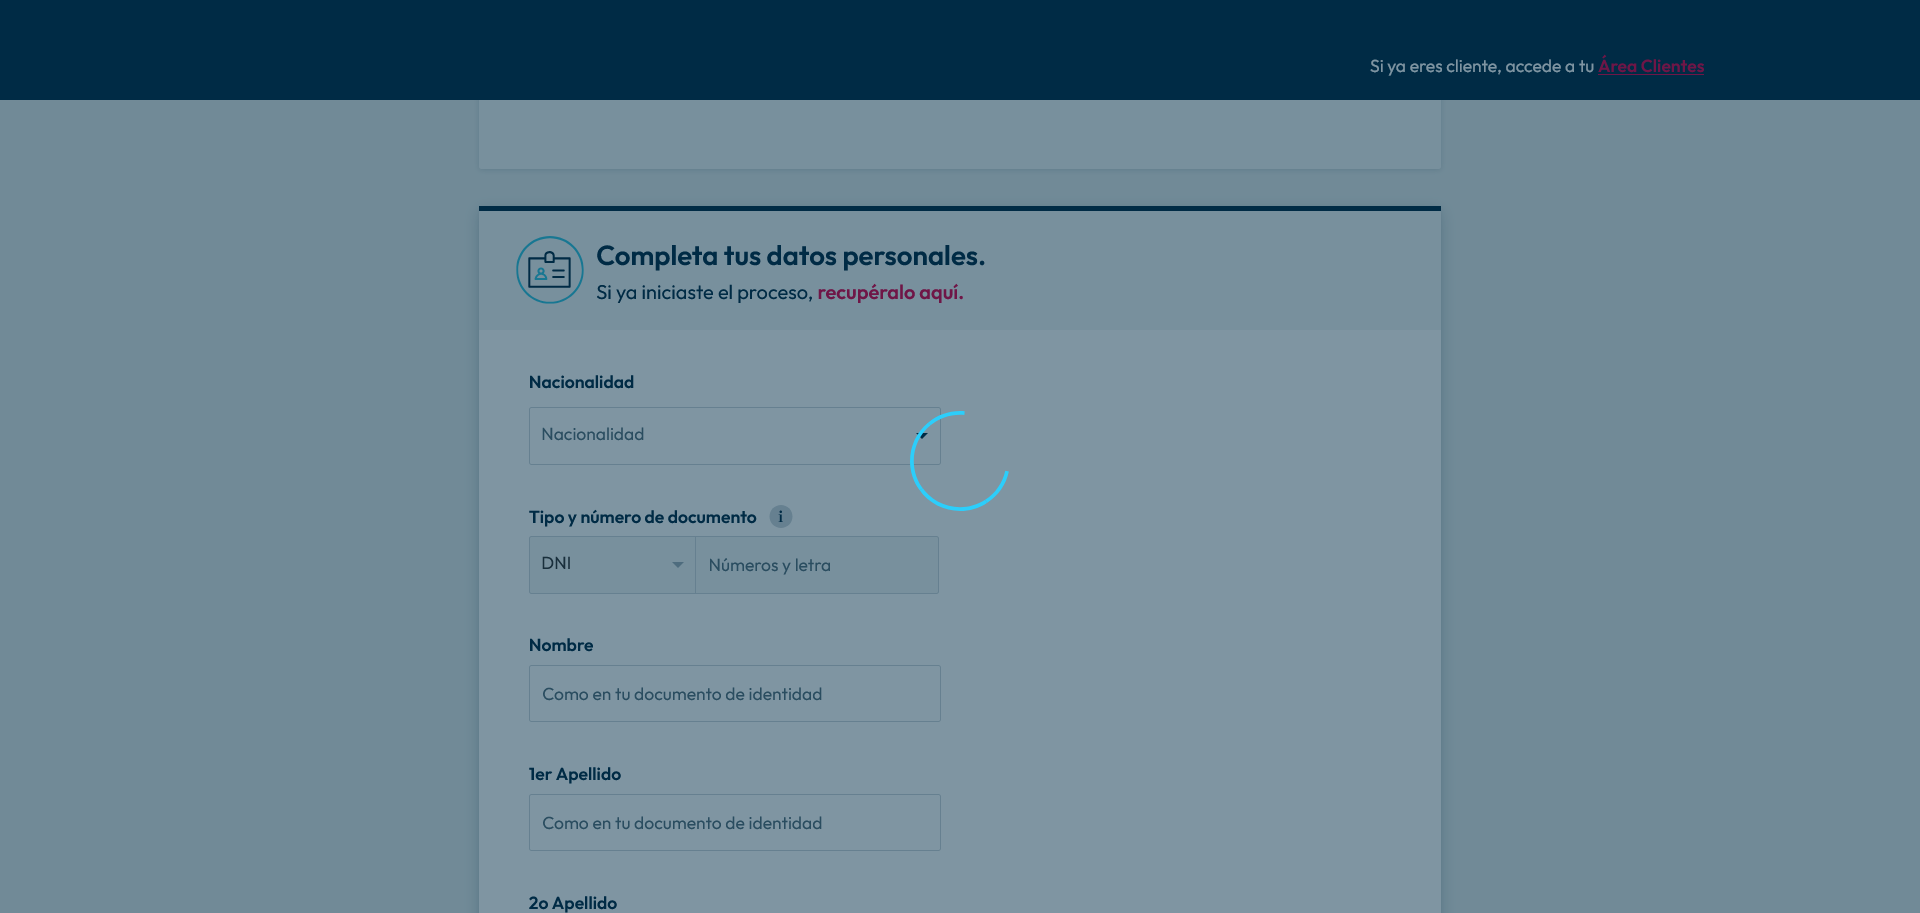 Si ya eres cliente, accede a tu Área Clientes
Completa tus datos personales.
Si ya iniciaste el proceso, recupéralo aquí.
Nacionalidad
Nacionalidad
Tipo y número de documento i
DNI Números y letra
Nombre
Como en tu documento de identidad
1er Apellido
Como en tu documento de identidad
2o Apellido